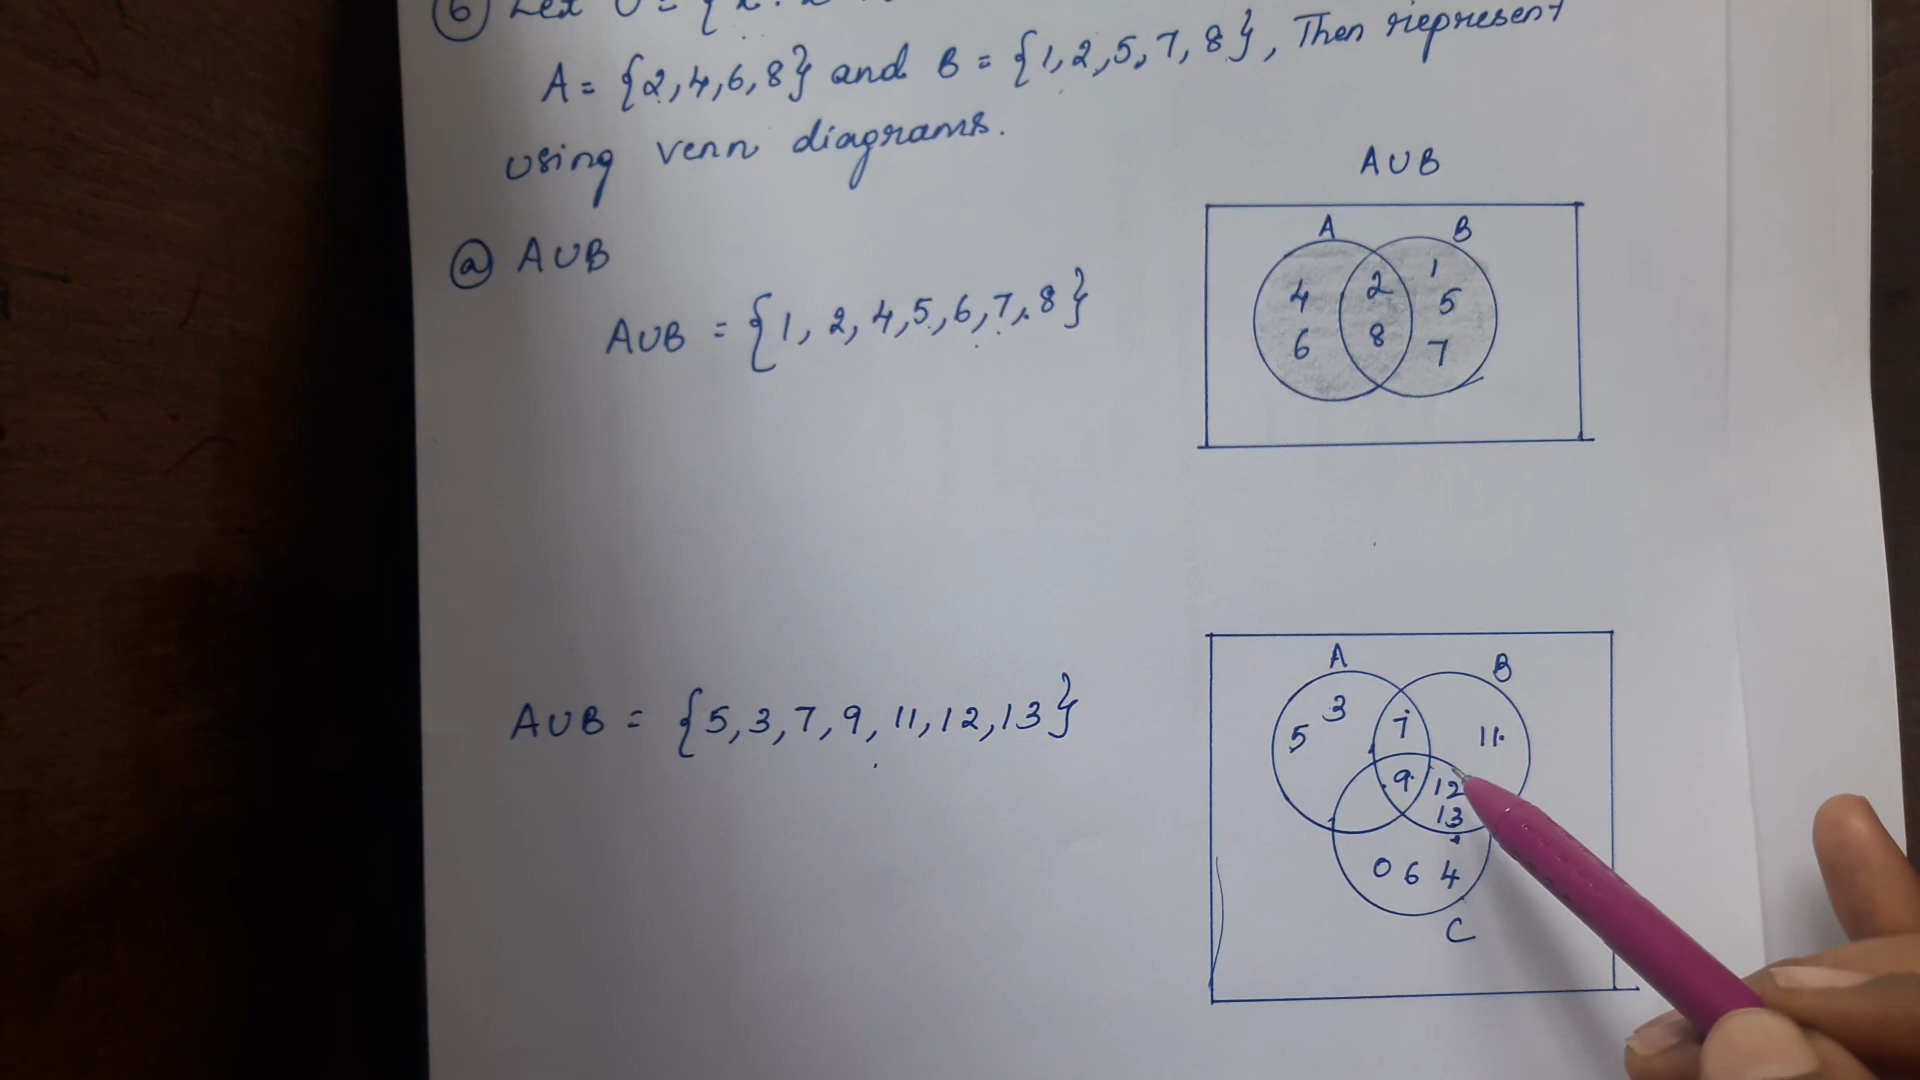 6 Let U = {x:
A = {2,4,6,8} and B = {1,2,5,7,8}, Then represent
using venn diagrams.
AUB
A B
4 2 1
5
6 8 7
a AUB
AUB = {1, 2, 4,5,6,7,8}
A B
5 3 7 11
9 12
13
0 6 4
C
AUB = {5,3,7,9,11,12,13}